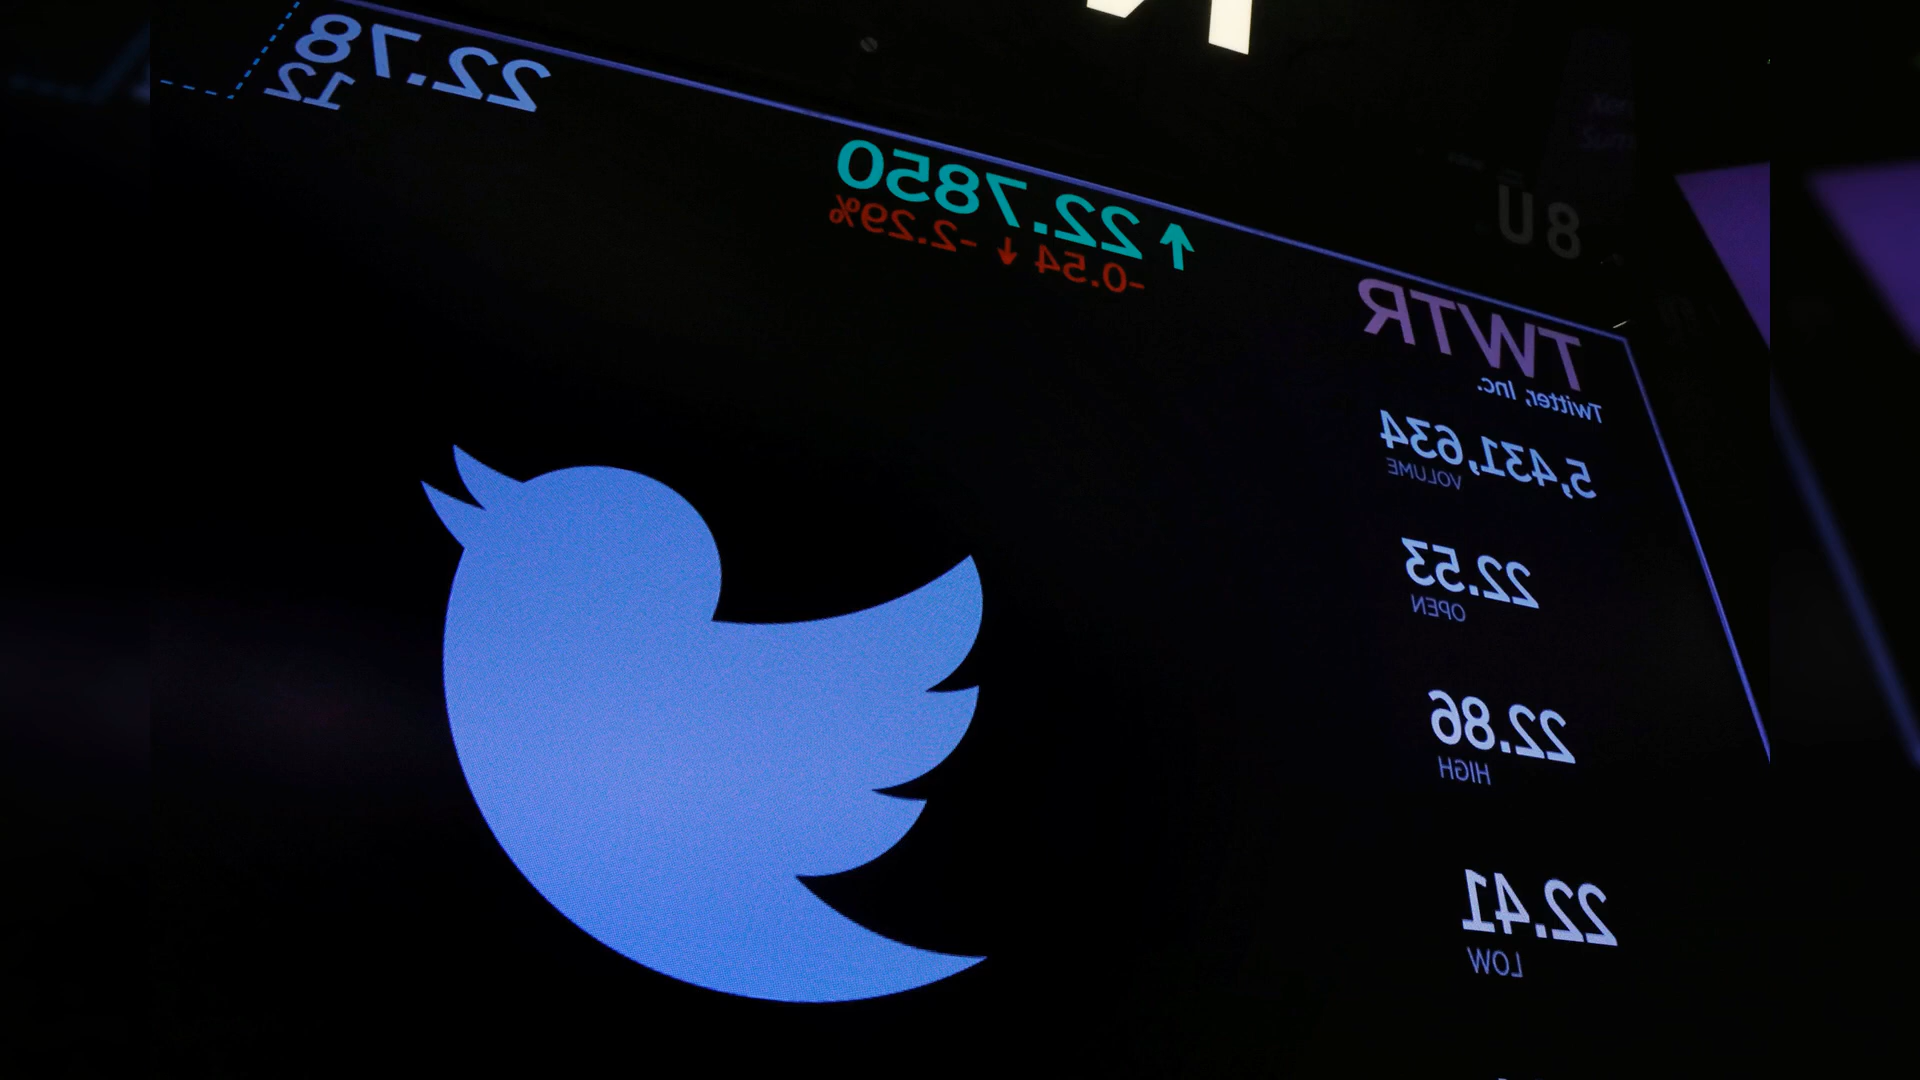 22.78
12
↑ 22.7850
-0.54 ↓ -2.29%
8U
TWTR
Twitter, Inc.
5,431,634
VOLUME
22.53
OPEN
22.86
HIGH
22.41
LOW